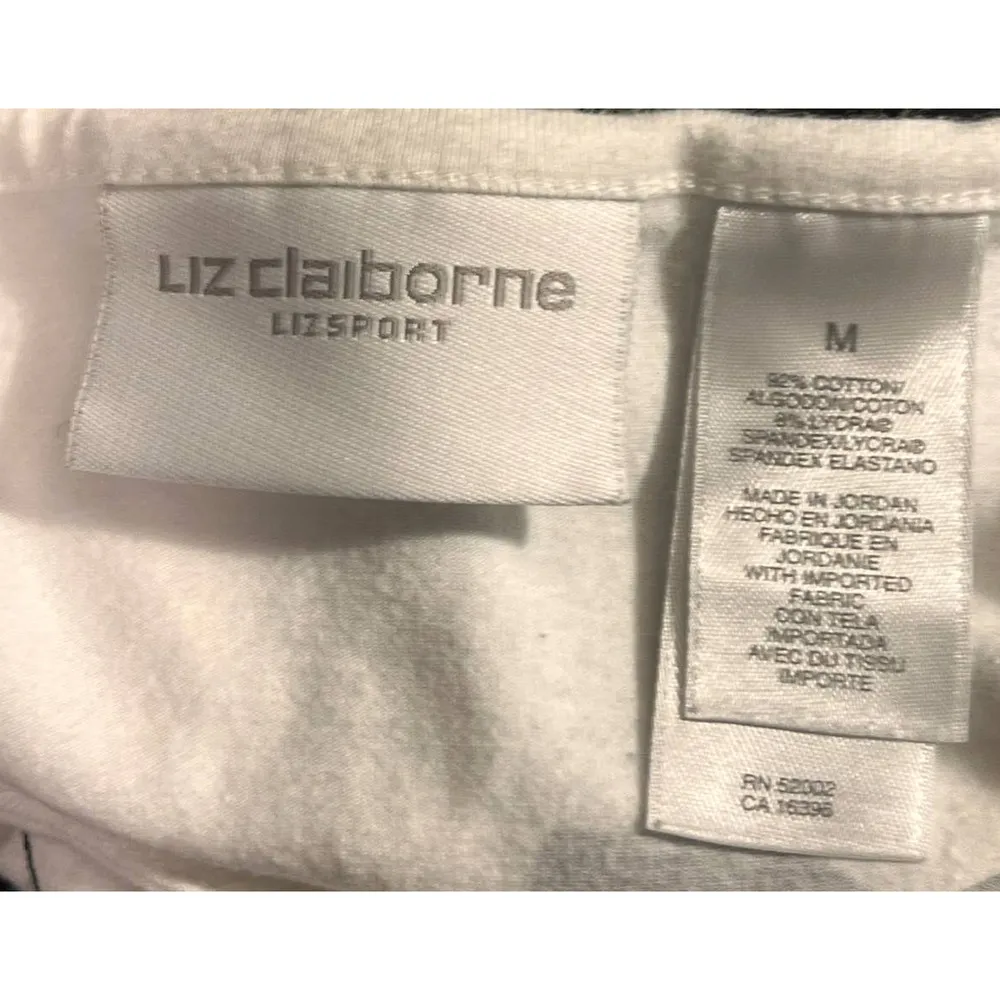 LIZ claiborne
LIZSPORT
M
92% COTTON/
ALGODON/COTON
8% LYCRA®
SPANDEX/LYCRA®
SPANDEX ELASTANO
MADE IN JORDAN
HECHO EN JORDANIA
FABRIQUE EN
JORDANIE
WITH IMPORTED
FABRIC
CON TELA
IMPORTADA
AVEC DU TISSU
IMPORTE
RN 52002
CA 16396